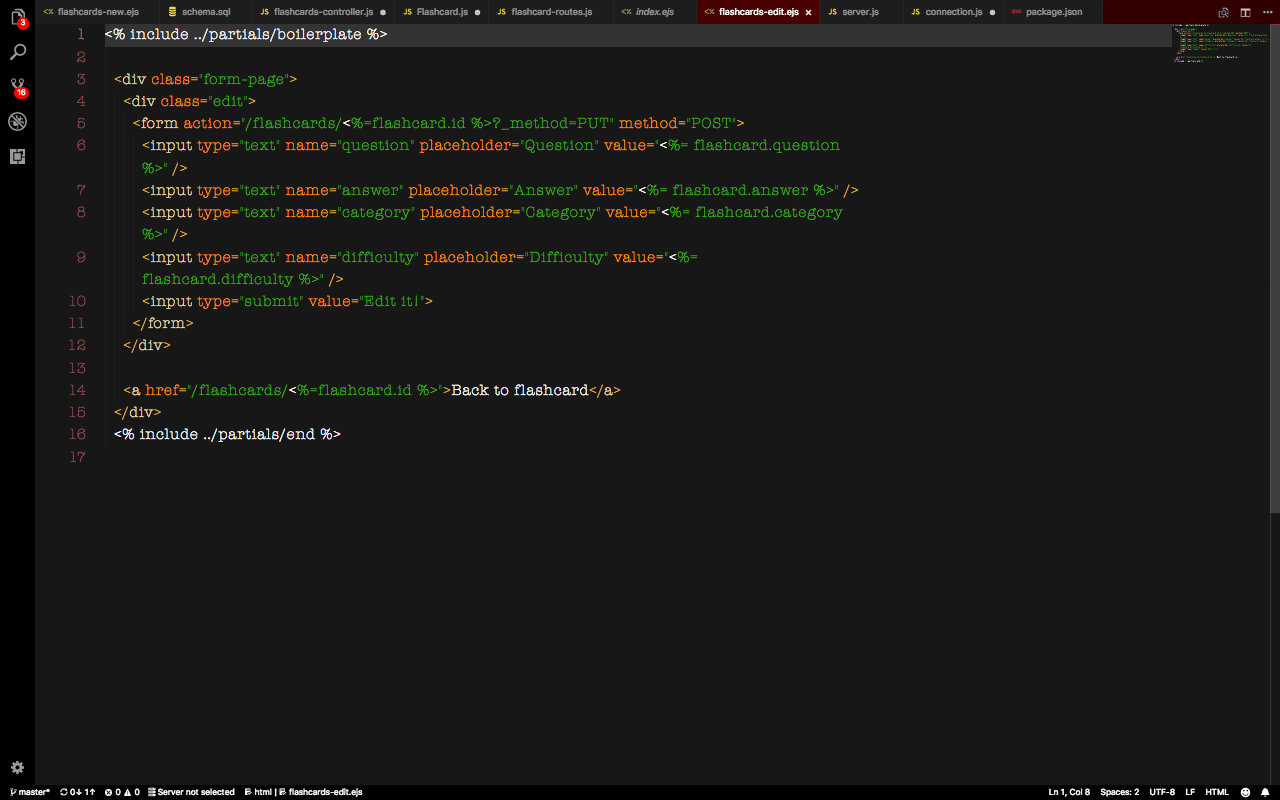 flashcards-new.ejs schema.sql JS flashcards-controller.js JS Flashcard.js JS flashcard-routes.js index.ejs flashcards-edit.ejs JS server.js JS connection.js package.json
3
16
1 <% include ../partials/boilerplate %>
2
3 <div class="form-page">
4 <div class="edit">
5 <form action="/flashcards/<%=flashcard.id %>?_method=PUT" method="POST">
6 <input type="text" name="question" placeholder="Question" value="<%= flashcard.question
%>" />
7 <input type="text" name="answer" placeholder="Answer" value="<%= flashcard.answer %>" />
8 <input type="text" name="category" placeholder="Category" value="<%= flashcard.category
%>" />
9 <input type="text" name="difficulty" placeholder="Difficulty" value="<%=
flashcard.difficulty %>" />
10 <input type="submit" value="Edit it!">
11 </form>
12 </div>
13
14 <a href="/flashcards/<%=flashcard.id %>">Back to flashcard</a>
15 </div>
16 <% include ../partials/end %>
17
master* 0↓ 1↑ 0 0 Server not selected html | flashcards-edit.ejs Ln 1, Col 8 Spaces: 2 UTF-8 LF HTML